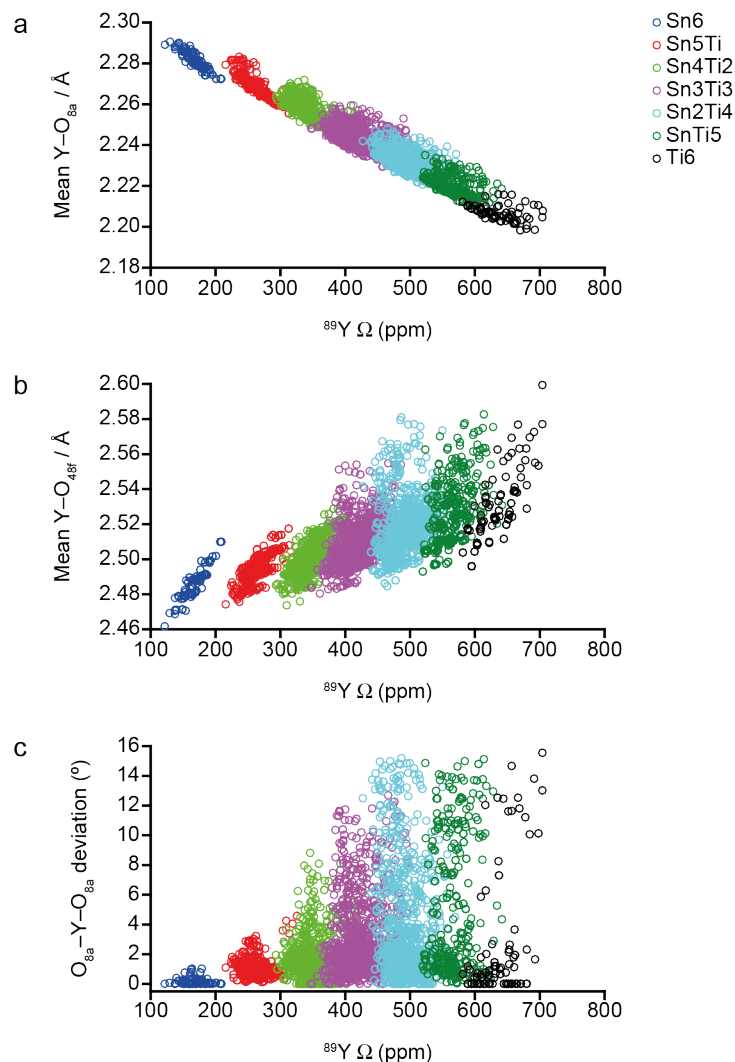 a
Mean Y–O8a / Å
2.30
2.28
2.26
2.24
2.22
2.20
2.18
100 200 300 400 500 600 700 800
⁸⁹Y Ω (ppm)
Sn6
Sn5Ti
Sn4Ti2
Sn3Ti3
Sn2Ti4
SnTi5
Ti6
b
Mean Y–O48f / Å
2.60
2.58
2.56
2.54
2.52
2.50
2.48
2.46
100 200 300 400 500 600 700 800
⁸⁹Y Ω (ppm)
c
O8a–Y–O8a deviation (º)
16
14
12
10
8
6
4
2
0
100 200 300 400 500 600 700 800
⁸⁹Y Ω (ppm)